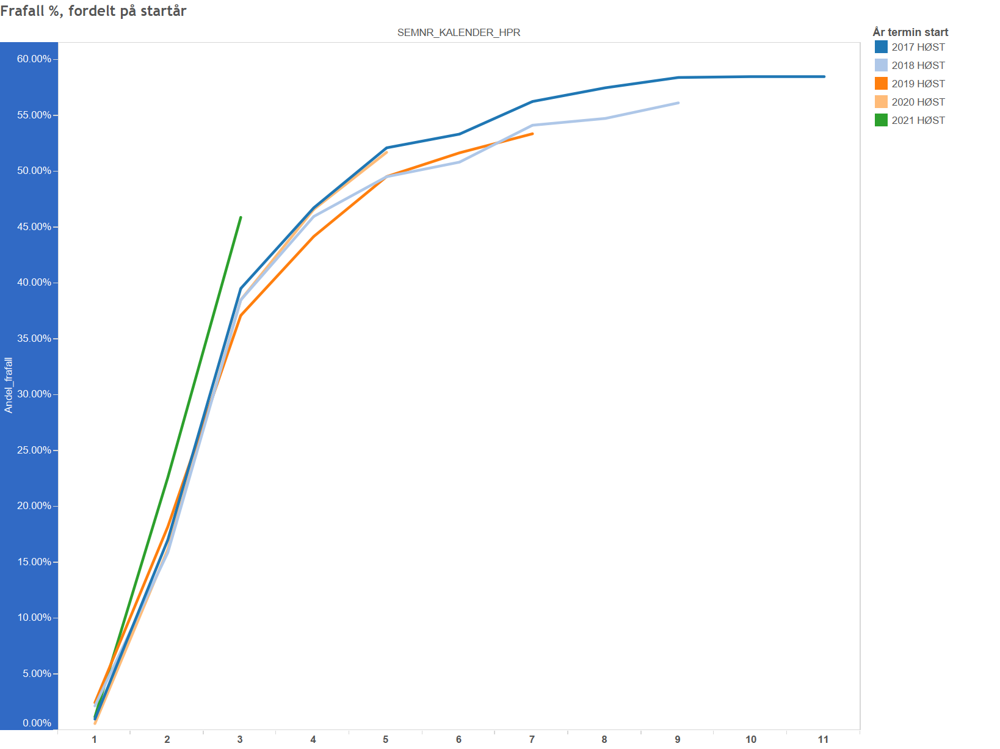 Frafall %, fordelt på startår
SEMNR_KALENDER_HPR
År termin start
2017 HØST
2018 HØST
2019 HØST
2020 HØST
2021 HØST
60.00%
55.00%
50.00%
45.00%
40.00%
35.00%
30.00%
25.00%
20.00%
15.00%
10.00%
5.00%
0.00%
Andel_frafall
1 2 3 4 5 6 7 8 9 10 11